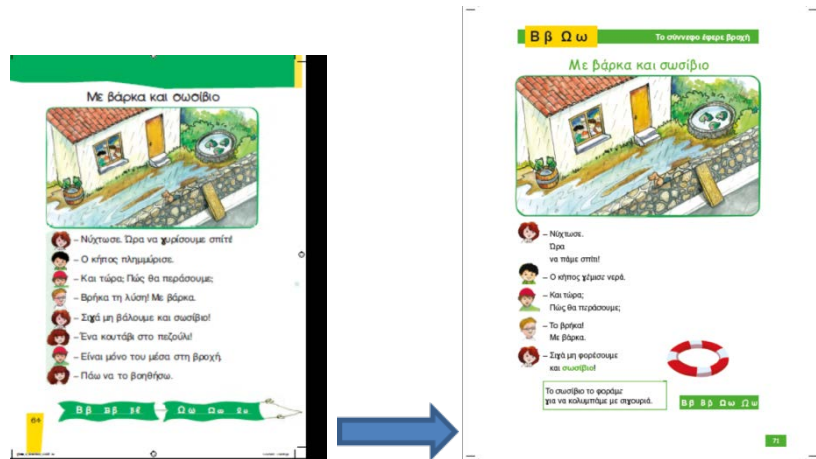 Με βάρκα και σωσίβιο
– Νύχτωσε. Ώρα να γυρίσουμε σπίτι!
– Ο κήπος πλημμύρισε.
– Και τώρα; Πώς θα περάσουμε;
– Βρήκα τη λύση! Με βάρκα.
– Σιγά μη βάλουμε και σωσίβιο!
– Ένα κουτάβι στο πεζούλι!
– Είναι μόνο του μέσα στη βροχή.
– Πάω να το βοηθήσω.
Β β Β β Β β Ω ω Ω ω Ω ω
64
Β β Ω ω
Το σύννεφο έφερε βροχή
Με βάρκα και σωσίβιο
– Νύχτωσε.
Ώρα
να πάμε σπίτι!
– Ο κήπος γέμισε νερά.
– Και τώρα;
Πώς θα περάσουμε;
– Το βρήκα!
Με βάρκα.
– Σιγά μη φορέσουμε
και σωσίβιο!
Το σωσίβιο το φοράμε
για να κολυμπάμε με σιγουριά.
Β β Β β Ω ω Ω ω
71